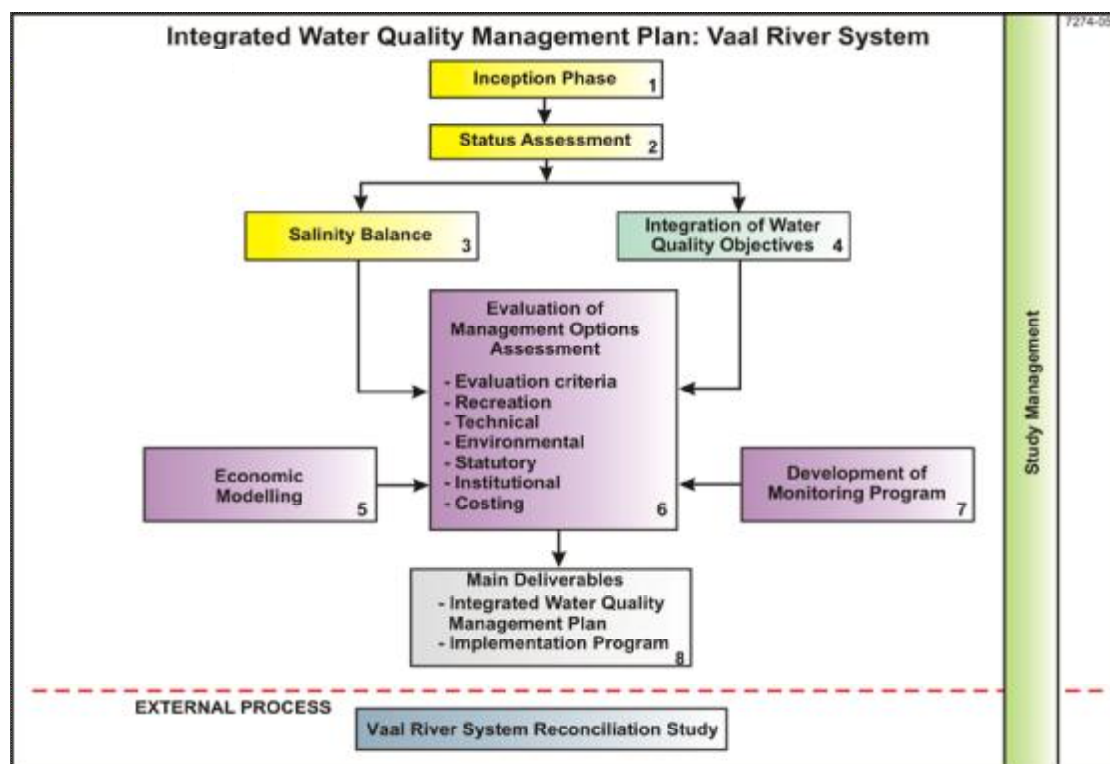 7274-05
Integrated Water Quality Management Plan: Vaal River System
Inception Phase
1
Status Assessment
2
Salinity Balance
3
Integration of Water
Quality Objectives
4
Evaluation of
Management Options
Assessment
- Evaluation criteria
- Recreation
- Technical
- Environmental
- Statutory
- Institutional
- Costing
6
Economic
Modelling
5
Development of
Monitoring Program
7
Main Deliverables
- Integrated Water Quality
Management Plan
- Implementation Program
8
EXTERNAL PROCESS
Vaal River System Reconciliation Study
Study Management